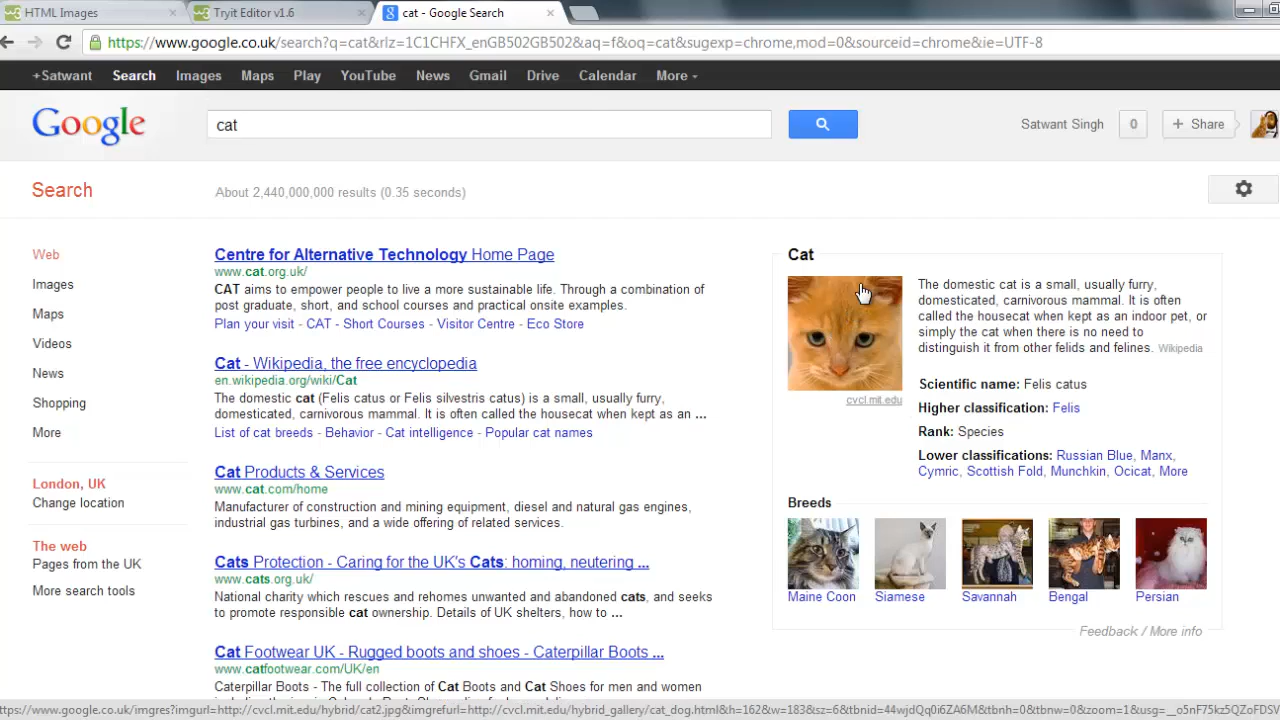 HTML Images
Tryit Editor v1.6
cat - Google Search
https://www.google.co.uk/search?q=cat&rlz=1C1CHFX_enGB502GB502&aq=f&oq=cat&sugexp=chrome,mod=0&sourceid=chrome&ie=UTF-8
+Satwant Search Images Maps Play YouTube News Gmail Drive Calendar More
Google
cat
Satwant Singh 0 + Share
Search
About 2,440,000,000 results (0.35 seconds)
Web
Images
Maps
Videos
News
Shopping
More
London, UK
Change location
The web
Pages from the UK
More search tools
Centre for Alternative Technology Home Page
www.cat.org.uk/
CAT aims to empower people to live a more sustainable life. Through a combination of
post graduate, short, and school courses and practical onsite examples.
Plan your visit - CAT - Short Courses - Visitor Centre - Eco Store
Cat - Wikipedia, the free encyclopedia
en.wikipedia.org/wiki/Cat
The domestic cat (Felis catus or Felis silvestris catus) is a small, usually furry,
domesticated, carnivorous mammal. It is often called the housecat when kept as an ...
List of cat breeds - Behavior - Cat intelligence - Popular cat names
Cat Products & Services
www.cat.com/home
Manufacturer of construction and mining equipment, diesel and natural gas engines,
industrial gas turbines, and a wide offering of related services.
Cats Protection - Caring for the UK's Cats: homing, neutering ...
www.cats.org.uk/
National charity which rescues and rehomes unwanted and abandoned cats, and seeks
to promote responsible cat ownership. Details of UK shelters, how to ...
Cat Footwear UK - Rugged boots and shoes - Caterpillar Boots ...
www.catfootwear.com/UK/en
Caterpillar Boots - The full collection of Cat Boots and Cat Shoes for men and women
Cat
cvcl.mit.edu
The domestic cat is a small, usually furry,
domesticated, carnivorous mammal. It is often
called the housecat when kept as an indoor pet, or
simply the cat when there is no need to
distinguish it from other felids and felines. Wikipedia
Scientific name: Felis catus
Higher classification: Felis
Rank: Species
Lower classifications: Russian Blue, Manx,
Cymric, Scottish Fold, Munchkin, Ocicat, More
Breeds
Maine Coon Siamese Savannah Bengal Persian
Feedback / More info
ttps://www.google.co.uk/imgres?imgurl=http://cvcl.mit.edu/hybrid/cat2.jpg&imgrefurl=http://cvcl.mit.edu/hybrid_gallery/cat_dog.html&h=162&w=183&sz=6&tbnid=44wjdQq0i6ZA6M&tbnh=0&tbnw=0&zoom=1&usg=__o5nF75kz5QZoFDSV